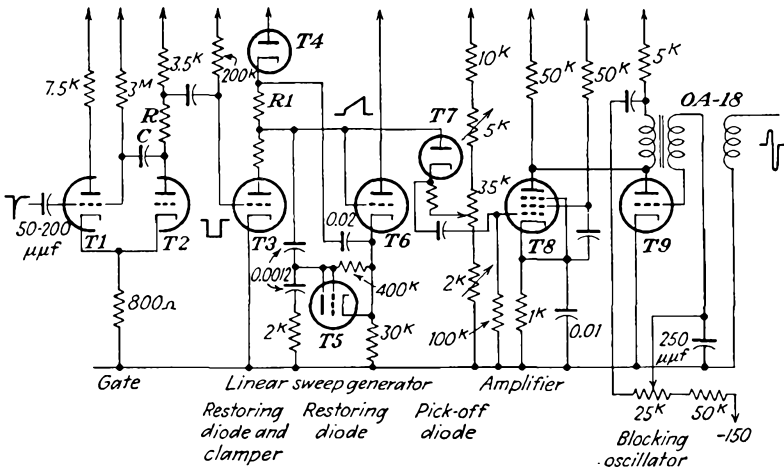 T4
3.5K
10K
5K
7.5K
3M
200K
50K
50K
OA-18
R
R1
T7
C
5K
35K
50-200
μμf
T1
T2
T3
0.02
T6
T8
T9
0.0012
400K
2K
800Ω
2K
T5
30K
100K
1K
0.01
250
μμf
Gate
Linear sweep generator
Amplifier
Restoring
diode and
clamper
Restoring
diode
Pick-off
diode
25K
50K
-150
Blocking
oscillator